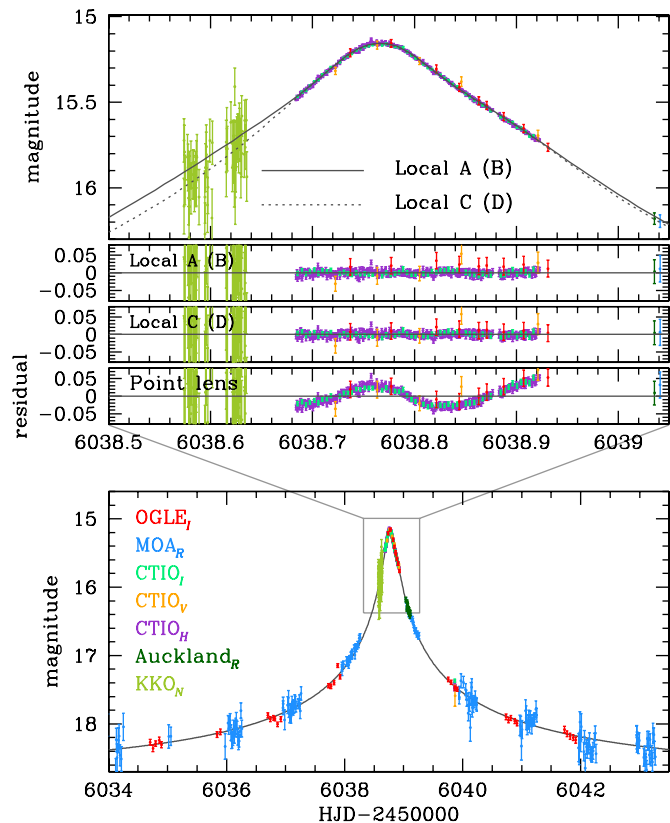 15
15.5
16
magnitude
Local A (B)
Local C (D)
0.05
0
−0.05
Local A (B)
0.05
0
−0.05
Local C (D)
0.05
0
−0.05
Point lens
residual
6038.5
6038.6
6038.7
6038.8
6038.9
6039
15
16
17
18
magnitude
OGLE_I
MOA_R
CTIO_I
CTIO_V
CTIO_H
Auckland_R
KKO_N
6034
6036
6038
6040
6042
HJD−2450000